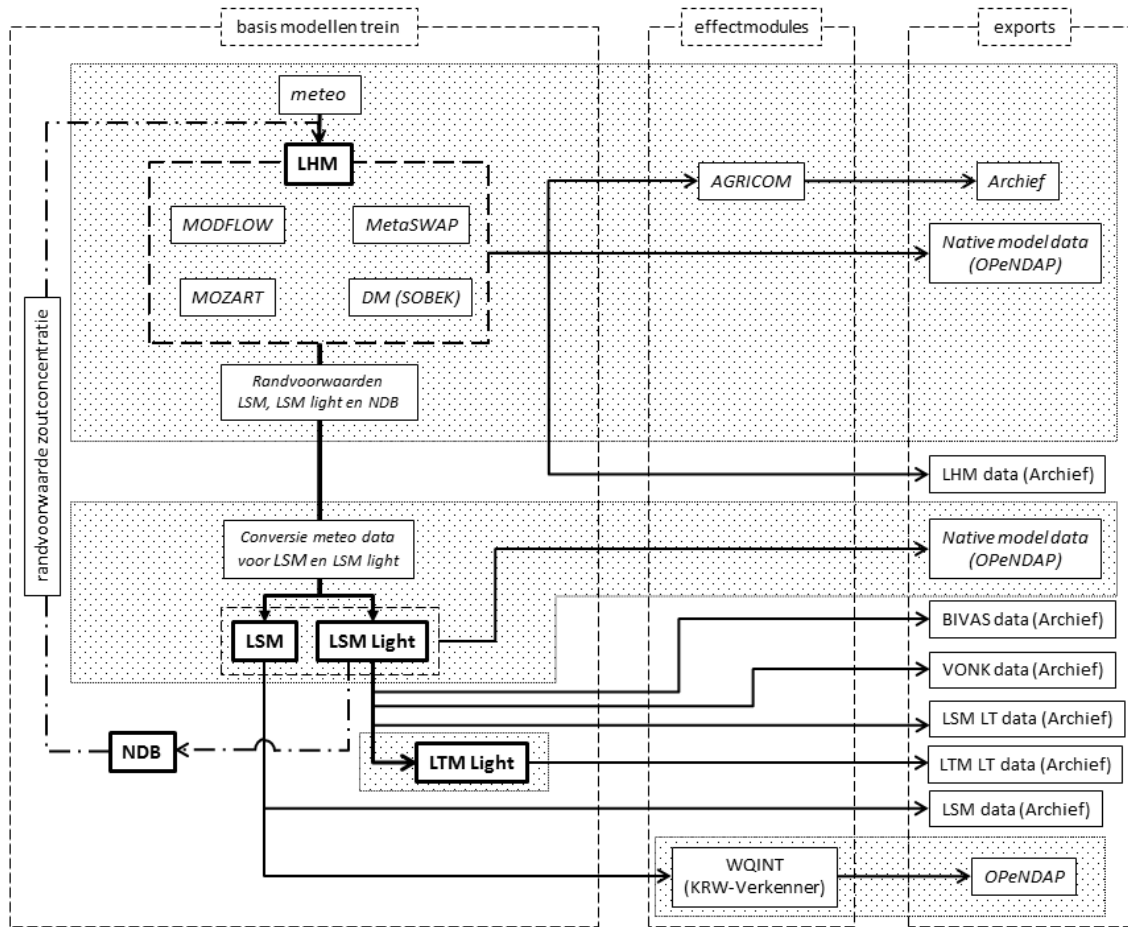 basis modellen trein
effectmodules
exports
meteo
LHM
MODFLOW
MetaSWAP
MOZART
DM (SOBEK)
AGRICOM
Archief
Native model data
(OPeNDAP)
Randvoorwaarden
LSM, LSM light en NDB
randvoorwaarde zoutconcentratie
LHM data (Archief)
Conversie meteo data
voor LSM en LSM light
Native model data
(OPeNDAP)
LSM
LSM Light
BIVAS data (Archief)
VONK data (Archief)
LSM LT data (Archief)
NDB
LTM Light
LTM LT data (Archief)
LSM data (Archief)
WQINT
(KRW-Verkenner)
OPeNDAP